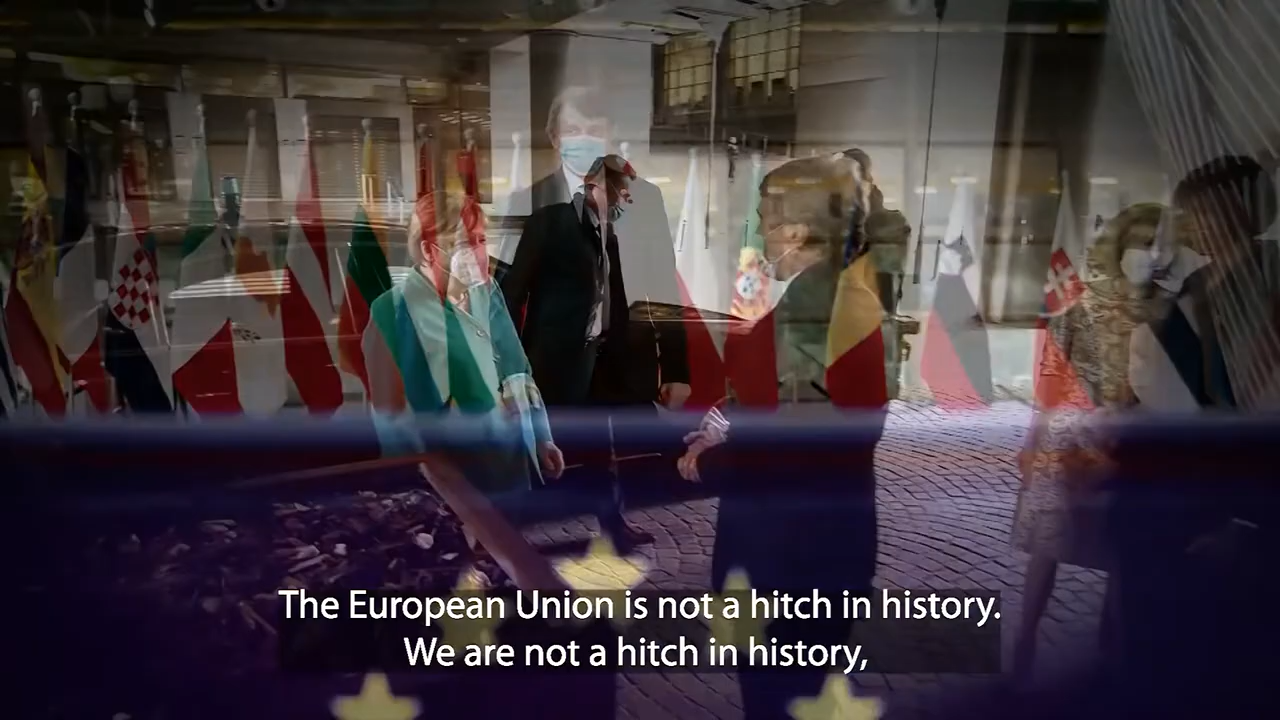 The European Union is not a hitch in history.
We are not a hitch in history,